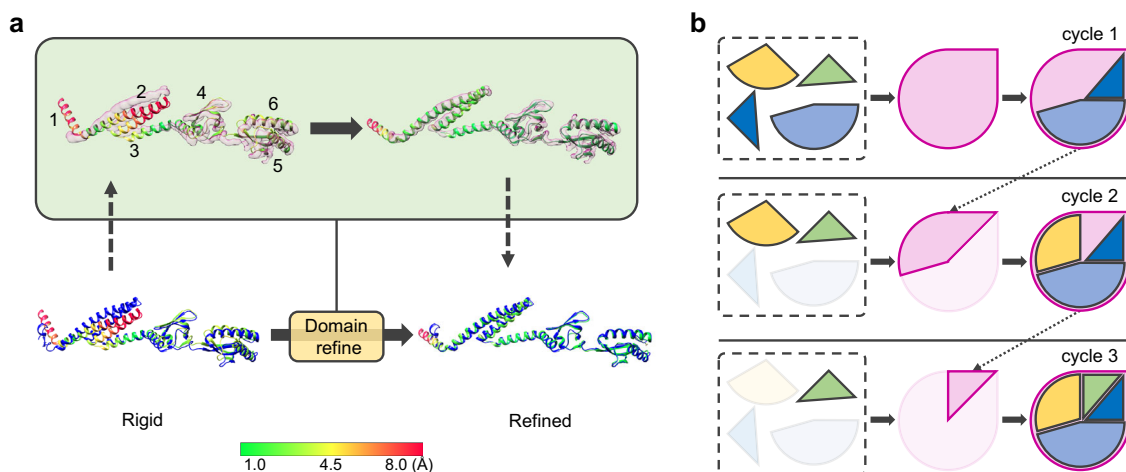 a
b
cycle 1
2
4
6
1
3
5
cycle 2
Domain
refine
cycle 3
Rigid
Refined
1.0 4.5 8.0 (Å)